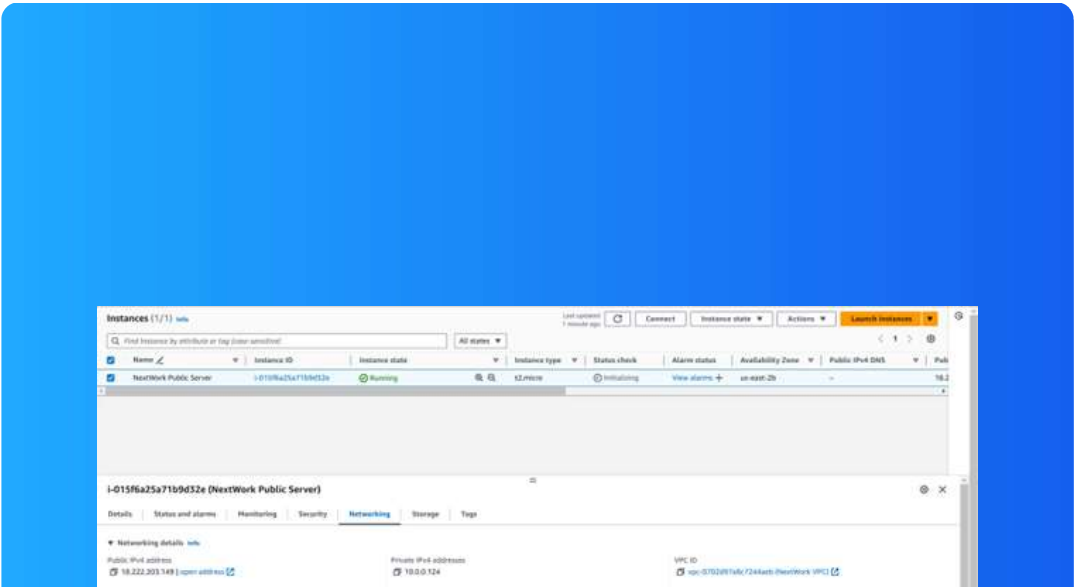 Instances (1/1) Info
Last updated
1 minute ago
Connect
Instance state
Actions
Launch instances
Find Instance by attribute or tag (case-sensitive)
All states
1
Name
Instance ID
Instance state
Instance type
Status check
Alarm status
Availability Zone
Public IPv4 DNS
Pub
NextWork Public Server
i-015f6a25a71b9d32e
Running
t2.micro
Initializing
View alarms +
us-east-2b
–
18.2
i-015f6a25a71b9d32e (NextWork Public Server)
Details
Status and alarms
Monitoring
Security
Networking
Storage
Tags
Networking details Info
Public IPv4 address
18.222.203.149 | open address
Private IPv4 addresses
10.0.0.124
VPC ID
(NextWork VPC)